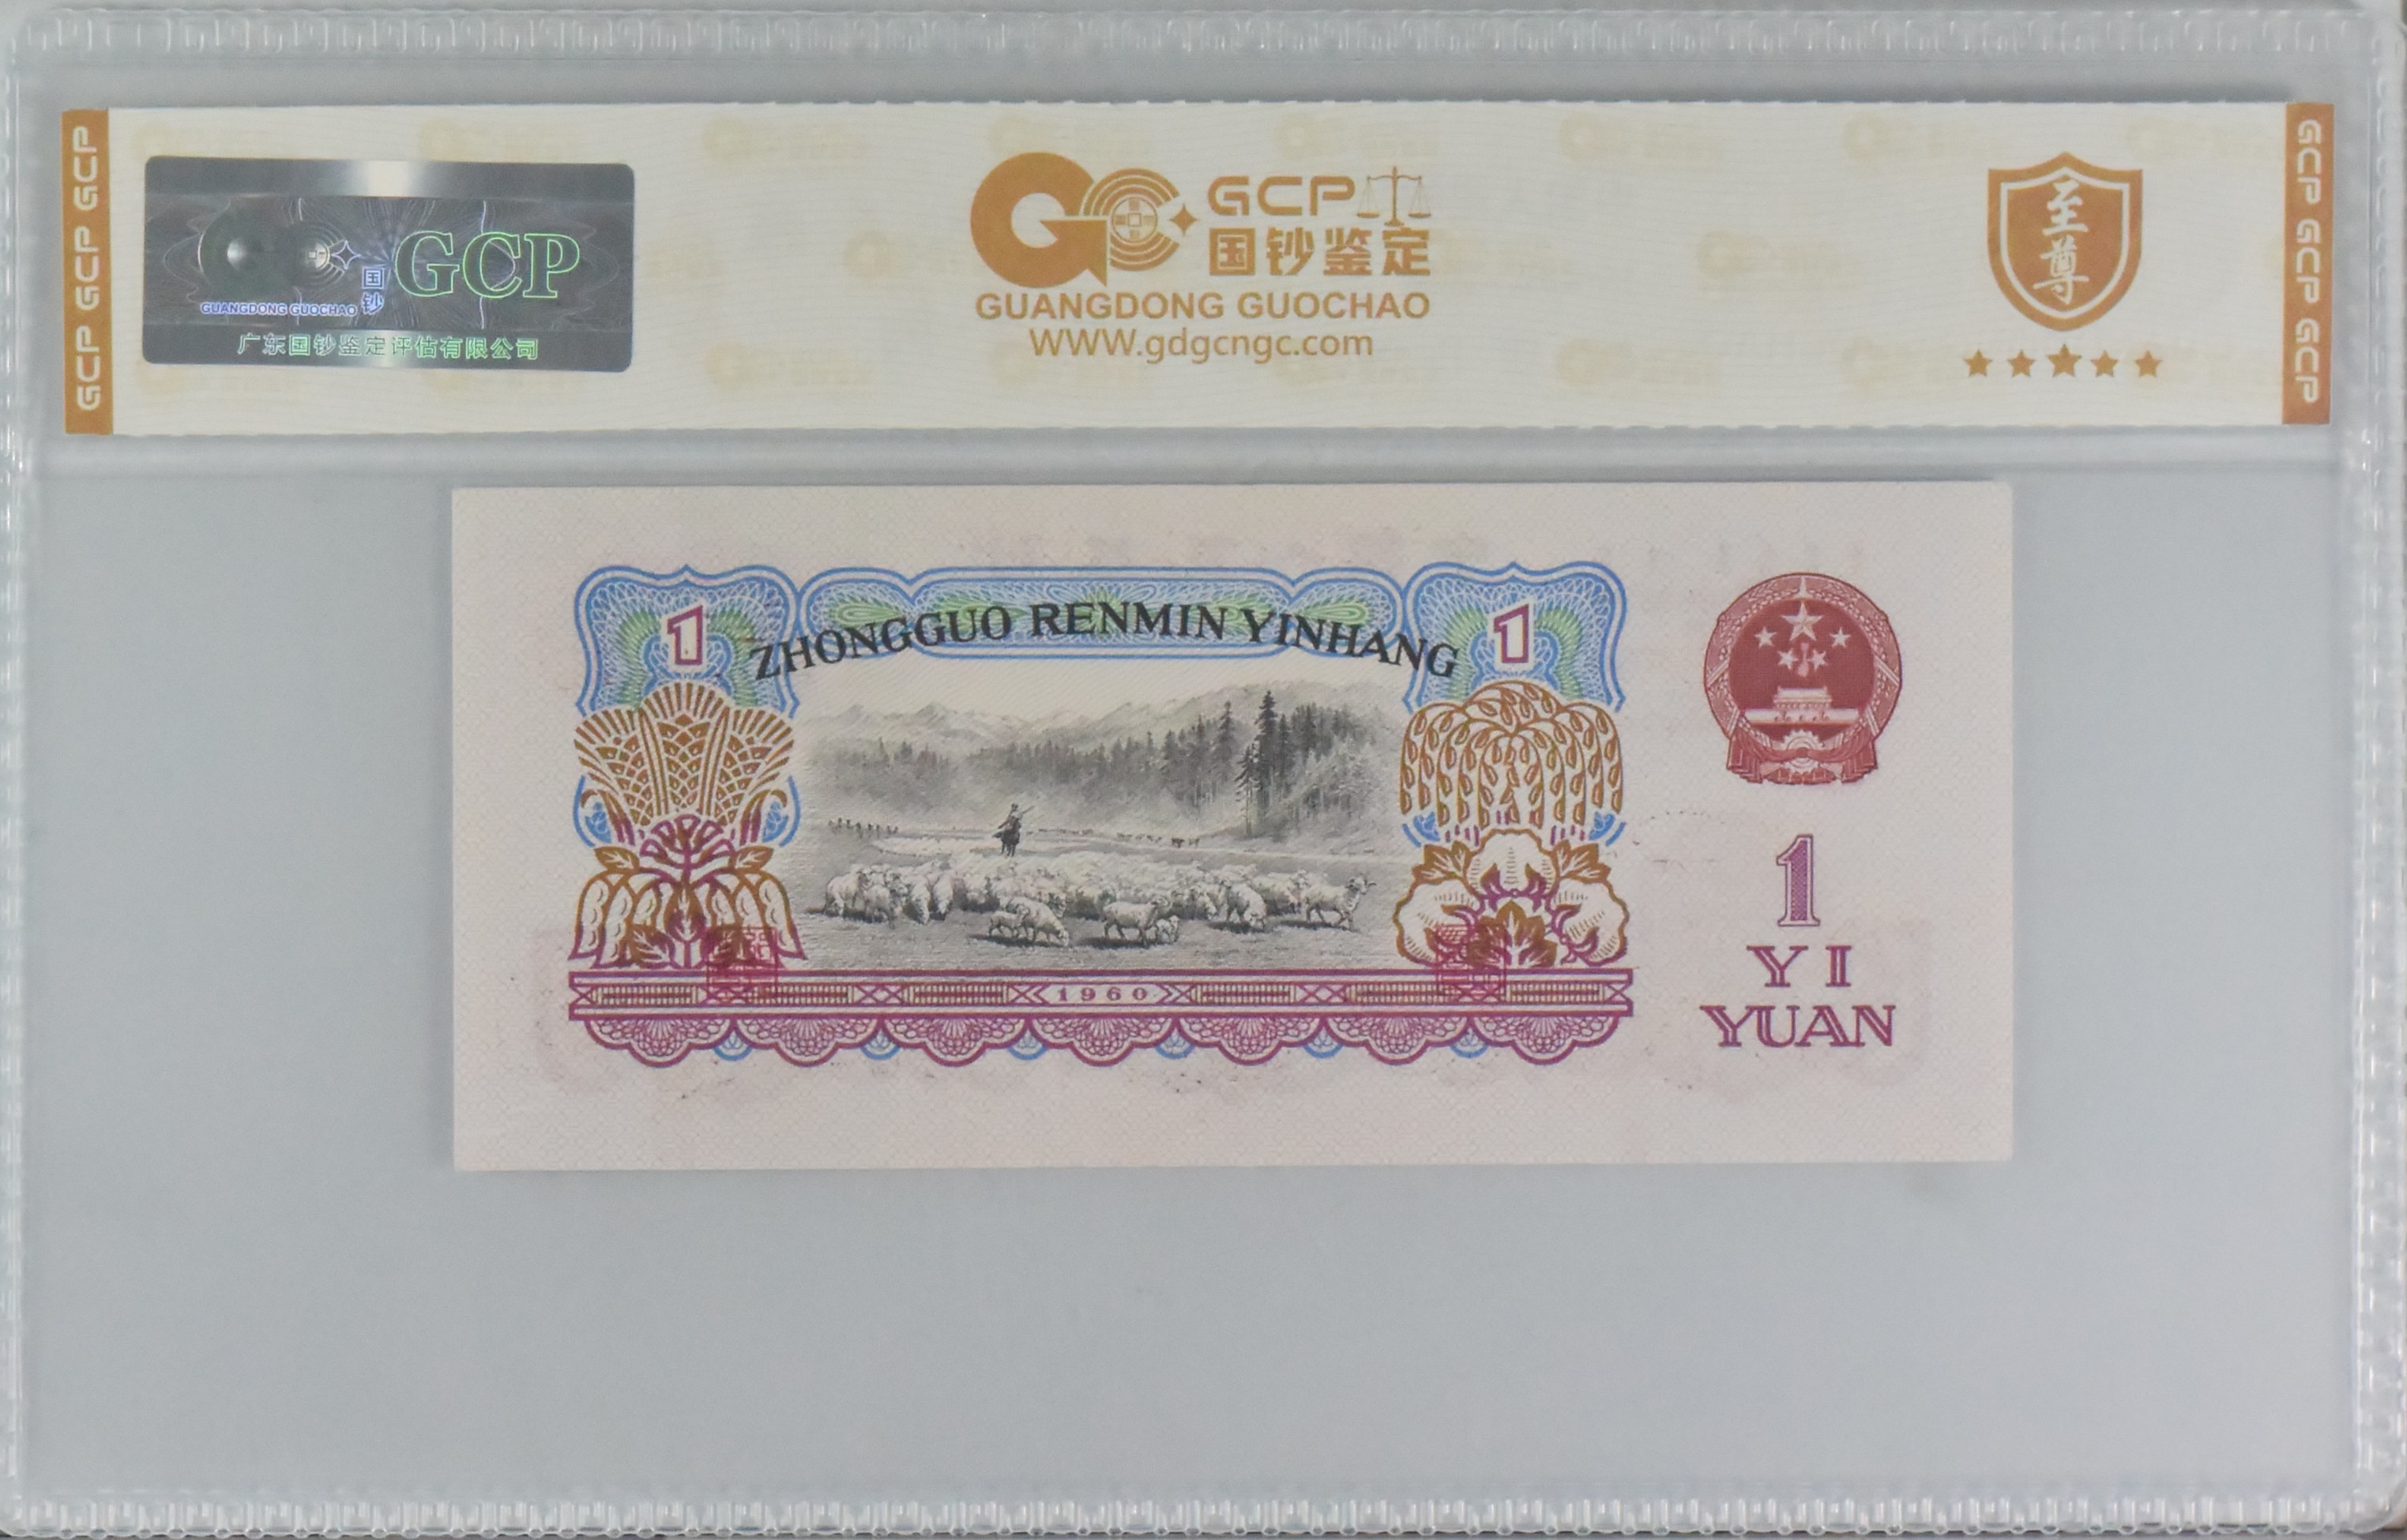 GCP GCP GCP
GCP
国钞
GUANGDONG GUOCHAO
广东国钞鉴定评估有限公司
GCP
国钞鉴定
GUANGDONG GUOCHAO
WWW.gdgcngc.com
至尊
GCP GCP GCP
1
ZHONGGUO RENMIN YINHANG
1
1960
1
YI
YUAN